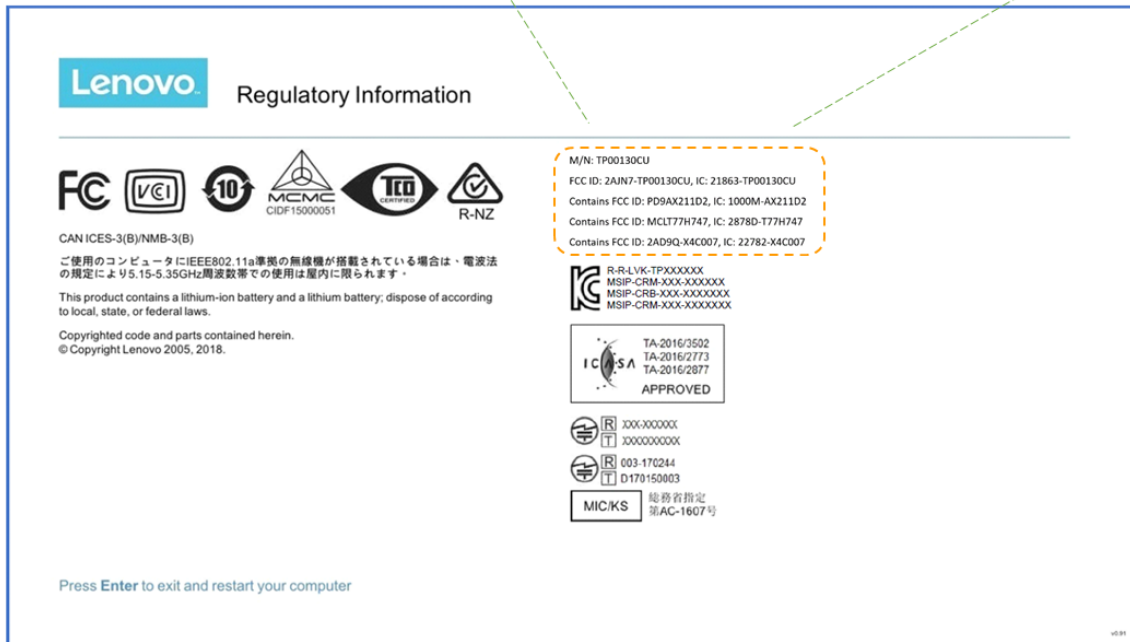 Lenovo
Regulatory Information
FC
VCI
10
MCMC
CIDF15000051
TCO
CERTIFIED
R-NZ
CAN ICES-3(B)/NMB-3(B)
ご使用のコンピュータにIEEE802.11a準拠の無線機が搭載されている場合は、電波法
の規定により5.15-5.35GHz周波数帯での使用は屋内に限られます。
This product contains a lithium-ion battery and a lithium battery; dispose of according
to local, state, or federal laws.
Copyrighted code and parts contained herein.
© Copyright Lenovo 2005, 2018.
M/N: TP00130CU
FCC ID: 2AJN7-TP00130CU, IC: 21863-TP00130CU
Contains FCC ID: PD9AX211D2, IC: 1000M-AX211D2
Contains FCC ID: MCLT77H747, IC: 2878D-T77H747
Contains FCC ID: 2AD9Q-X4C007, IC: 22782-X4C007
R-R-LVK-TPXXXXXX
MSIP-CRM-XXX-XXXXXX
MSIP-CRB-XXX-XXXXXXX
MSIP-CRM-XXX-XXXXXXX
ICASA
TA-2016/3502
TA-2016/2773
TA-2016/2877
APPROVED
R XXX-XXXXXX
T XXXXXXXXXX
R 003-170244
T D170150003
MIC/KS
総務省指定
第AC-1607号
Press Enter to exit and restart your computer
v0.91